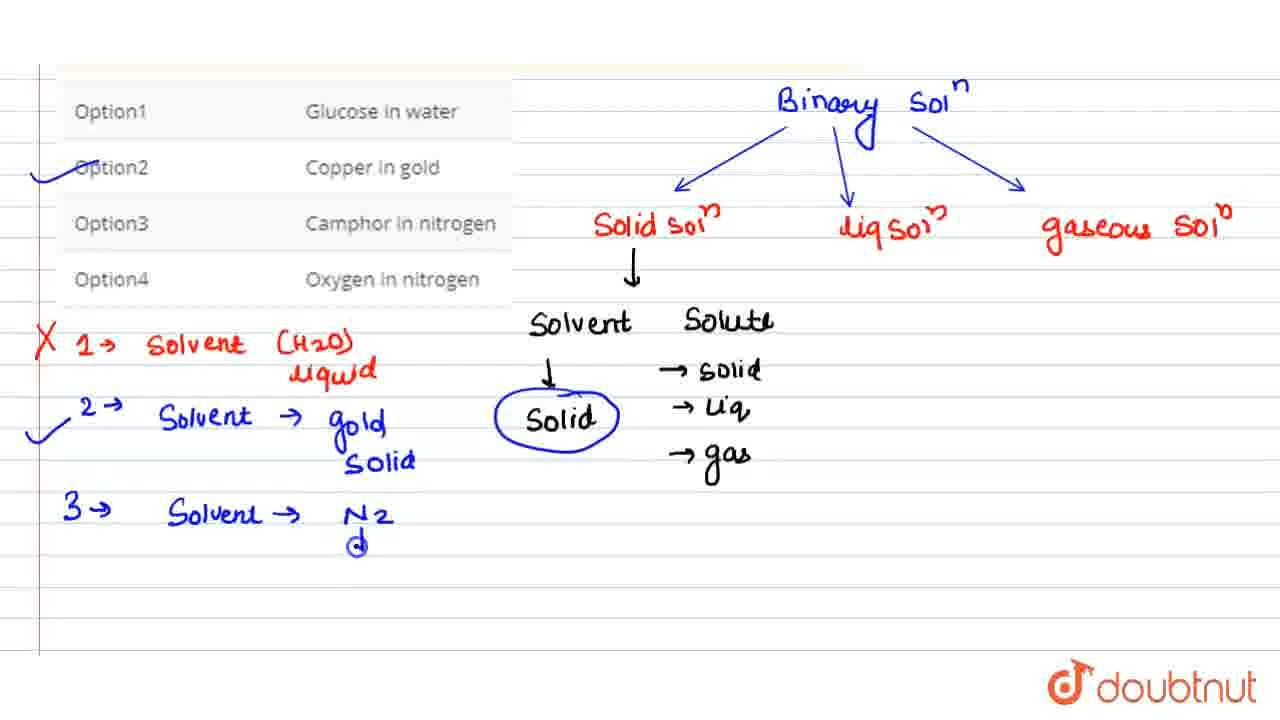 Option1 Glucose in water
Option2 Copper in gold
Option3 Camphor in nitrogen
Option4 Oxygen in nitrogen
Binary Solⁿ
Solid Solⁿ liq Solⁿ gaseous Solⁿ
Solvent Solute
Solid → solid
→ liq
→ gas
X 1→ Solvent (H2O)
liquid
2→ Solvent → gold
Solid
3→ Solvent → N2
doubtnut